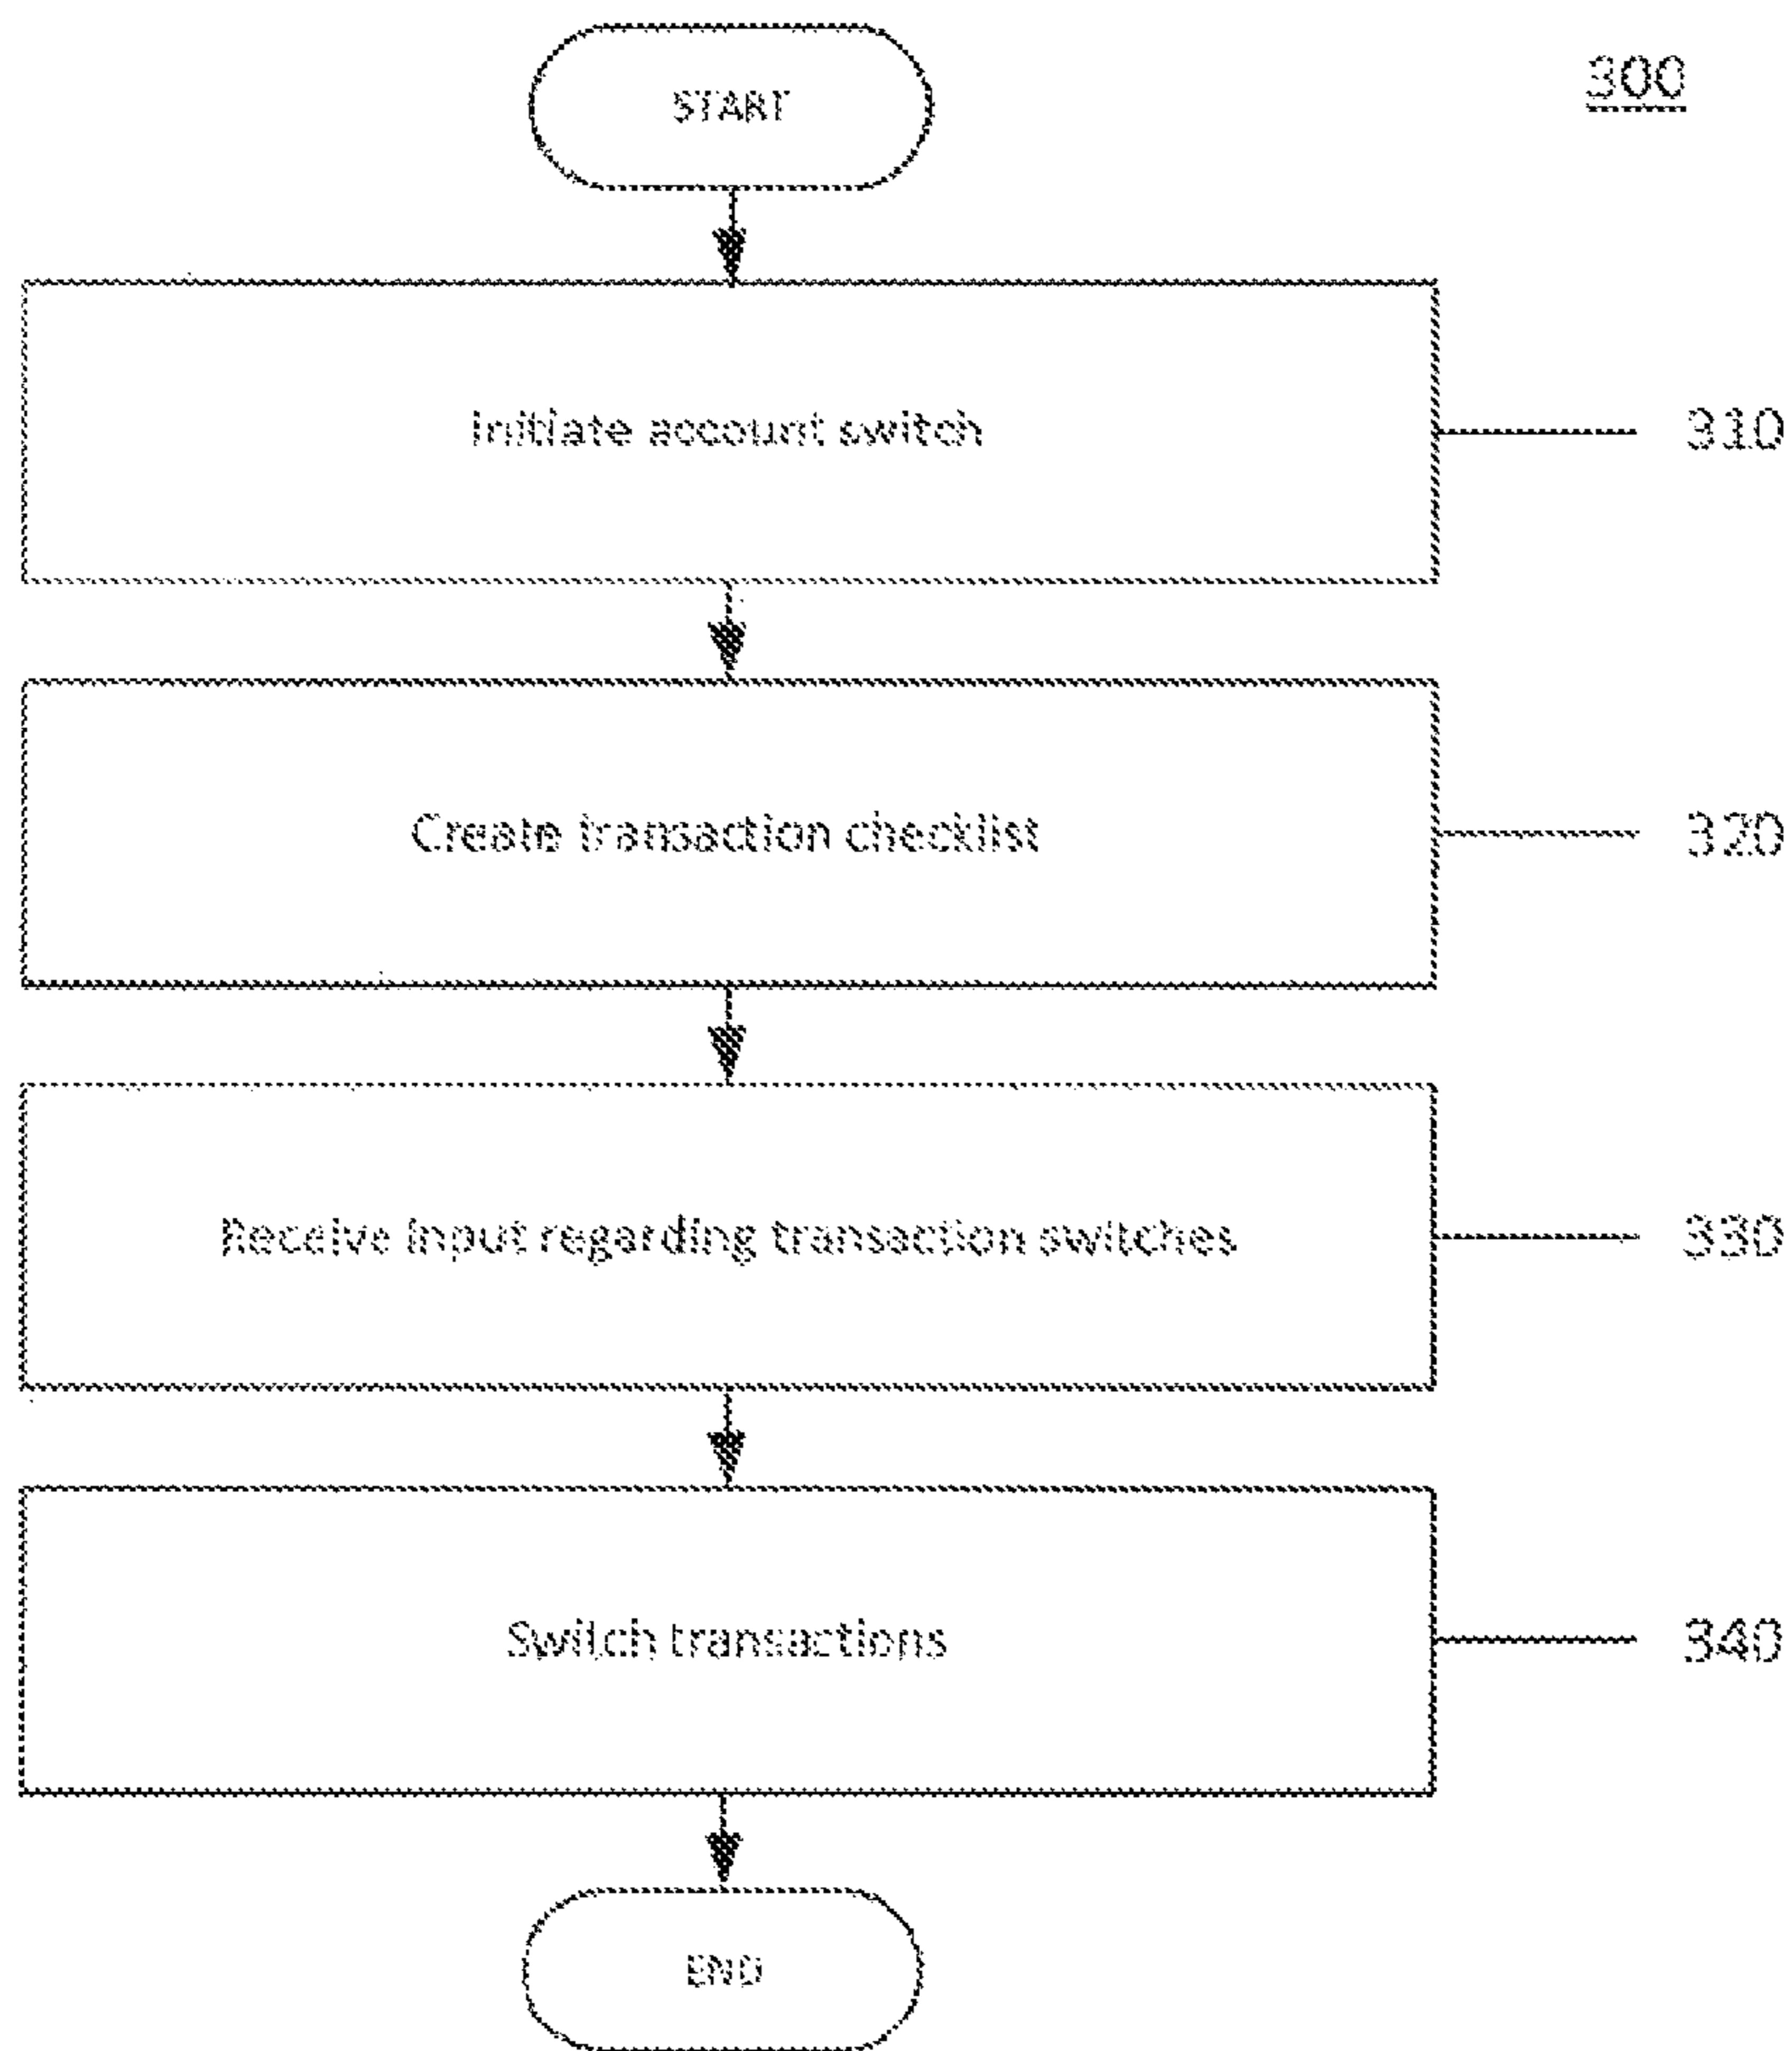 START
300
Initiate account switch
310
Create transaction checklist
320
Receive input regarding transaction switches
330
Switch transactions
340
END